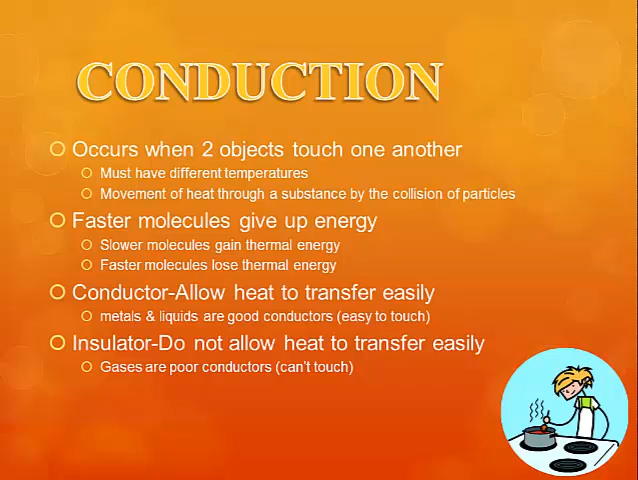 CONDUCTION
Occurs when 2 objects touch one another
Must have different temperatures
Movement of heat through a substance by the collision of particles
Faster molecules give up energy
Slower molecules gain thermal energy
Faster molecules lose thermal energy
Conductor-Allow heat to transfer easily
metals & liquids are good conductors (easy to touch)
Insulator-Do not allow heat to transfer easily
Gases are poor conductors (can't touch)